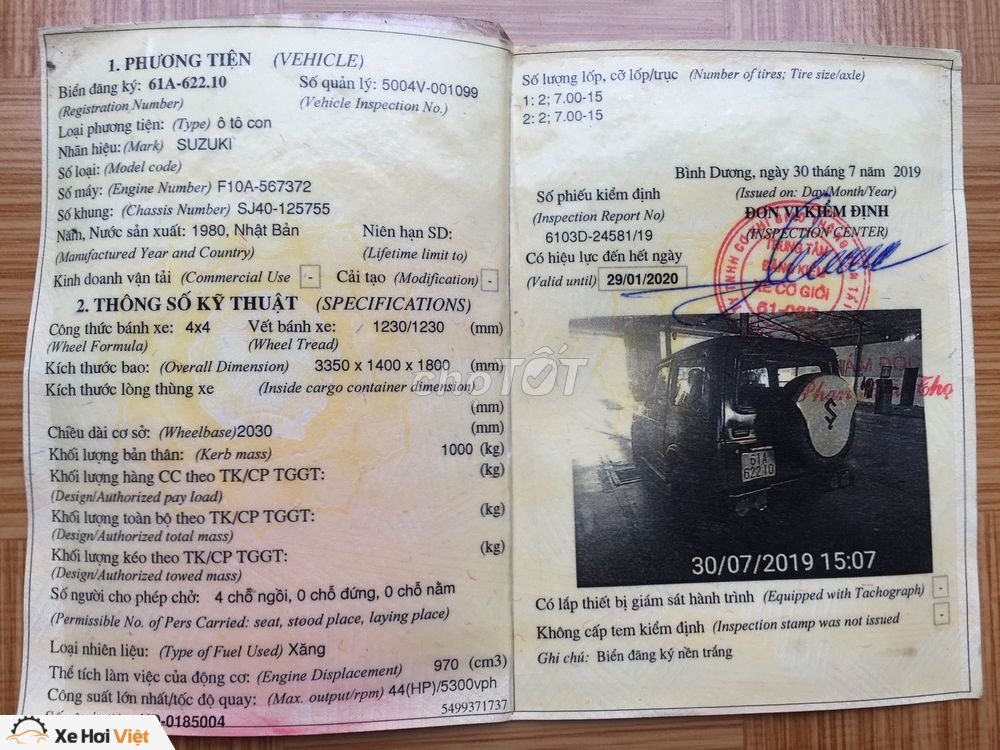 1. PHƯƠNG TIỆN (VEHICLE)
Biển đăng ký: 61A-622.10 Số quản lý: 5004V-001099
(Registration Number) (Vehicle Inspection No.)
Loại phương tiện: (Type) ô tô con
Nhãn hiệu: (Mark) SUZUKI
Số loại: (Model code)
Số máy: (Engine Number) F10A-567372
Số khung: (Chassis Number) SJ40-125755
Năm, Nước sản xuất: 1980, Nhật Bản Niên hạn SD:
(Manufactured Year and Country) (Lifetime limit to)
Kinh doanh vận tải (Commercial Use - Cải tạo (Modification) -
2. THÔNG SỐ KỸ THUẬT (SPECIFICATIONS)
Công thức bánh xe: 4x4 Vết bánh xe: 1230/1230 (mm)
(Wheel Formula) (Wheel Tread)
Kích thước bao: (Overall Dimension) 3350 x 1400 x 1800 (mm)
Kích thước lòng thùng xe (Inside cargo container dimension)
(mm)
Chiều dài cơ sở: (Wheelbase)2030 (mm)
Khối lượng bản thân: (Kerb mass) 1000 (kg)
Khối lượng hàng CC theo TK/CP TGGT: (kg)
(Design/Authorized pay load)
Khối lượng toàn bộ theo TK/CP TGGT: (kg)
(Design/Authorized total mass)
Khối lượng kéo theo TK/CP TGGT: (kg)
(Design/Authorized towed mass)
Số người cho phép chở: 4 chỗ ngồi, 0 chỗ đứng, 0 chỗ nằm
(Permissible No. of Pers Carried: seat, stood place, laying place)
Loại nhiên liệu: (Type of Fuel Used) Xăng
Thể tích làm việc của động cơ: (Engine Displacement) 970 (cm3)
Công suất lớn nhất/tốc độ quay: (Max. output/rpm) 44(HP)/5300vph
-0185004
5499371737
Xe Hơi Việt
Số lượng lốp, cỡ lốp/trục (Number of tires; Tire size/axle)
1: 2; 7.00-15
2: 2; 7.00-15
Bình Dương, ngày 30 tháng 7 năm 2019
Số phiếu kiểm định (Issued on: Day/Month/Year)
(Inspection Report No) ĐƠN VỊ KIỂM ĐỊNH
6103D-24581/19 (INSPECTION CENTER)
Có hiệu lực đến hết ngày
(Valid until) 29/01/2020
TRUNG TÂM
ĐĂNG KIỂM
XE CƠ GIỚI
Chợ TỐT
61A
622.10
30/07/2019 15:07
Có lắp thiết bị giám sát hành trình (Equipped with Tachograph) -
Không cấp tem kiểm định (Inspection stamp was not issued -
Ghi chú: Biển đăng ký nền trắng